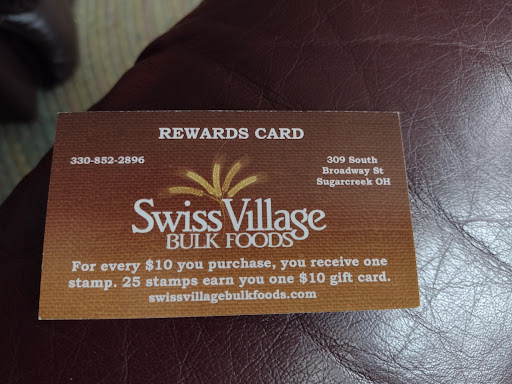 REWARDS CARD
330-852-2896
309 South
Broadway St
Sugarcreek OH
Swiss Village
BULK FOODS
For every $10 you purchase, you receive one
stamp. 25 stamps earn you one $10 gift card.
swissvillagebulkfoods.com